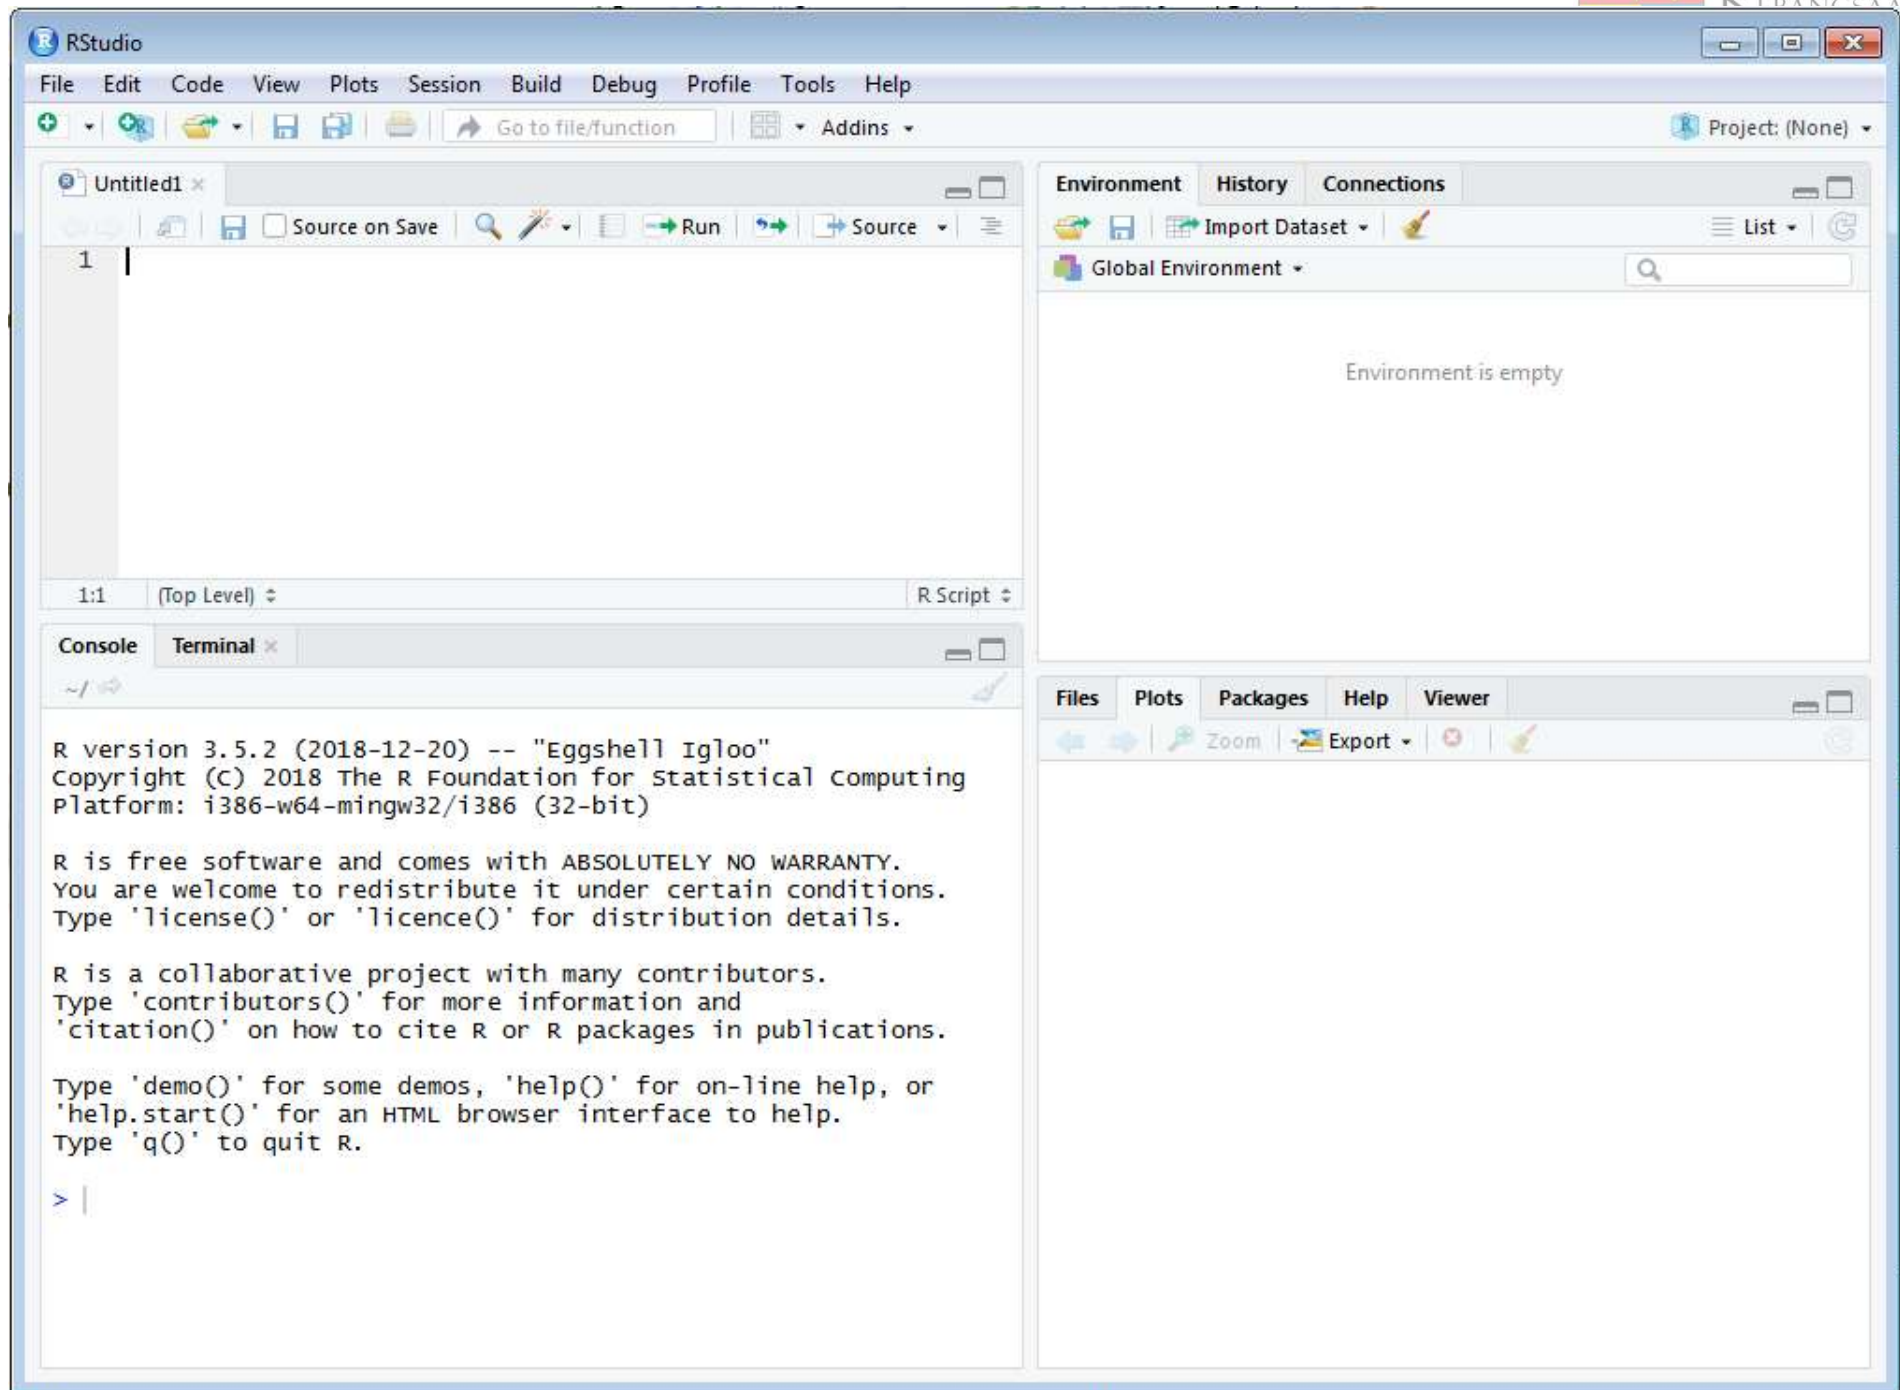 RStudio
File Edit Code View Plots Session Build Debug Profile Tools Help
Go to file/function Addins Project: (None)
Untitled1
Source on Save Run Source
1
1:1 (Top Level) R Script
Console Terminal
~/
R version 3.5.2 (2018-12-20) -- "Eggshell Igloo"
Copyright (C) 2018 The R Foundation for Statistical Computing
Platform: i386-w64-mingw32/i386 (32-bit)
R is free software and comes with ABSOLUTELY NO WARRANTY.
You are welcome to redistribute it under certain conditions.
Type 'license()' or 'licence()' for distribution details.
R is a collaborative project with many contributors.
Type 'contributors()' for more information and
'citation()' on how to cite R or R packages in publications.
Type 'demo()' for some demos, 'help()' for on-line help, or
'help.start()' for an HTML browser interface to help.
Type 'q()' to quit R.
>
Environment History Connections
Import Dataset List
Global Environment
Environment is empty
Files Plots Packages Help Viewer
Zoom Export